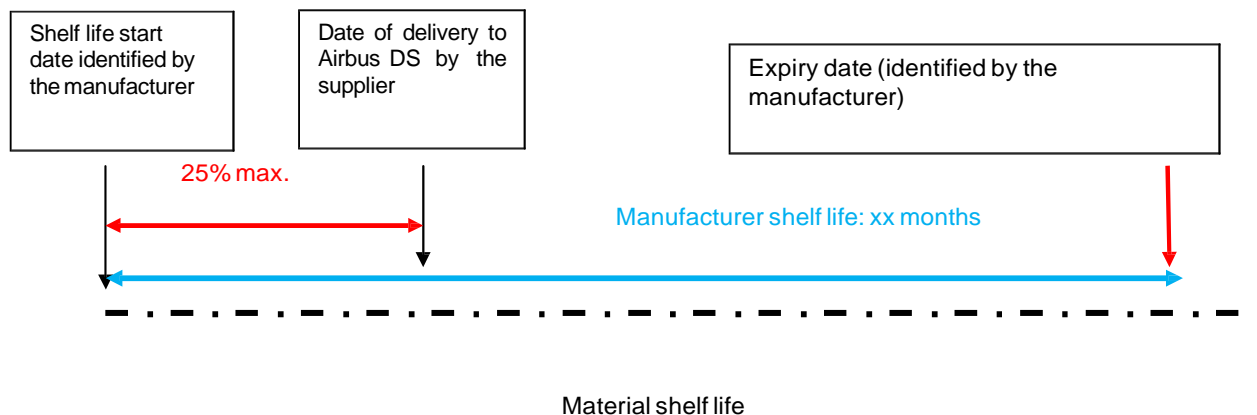 Shelf life start
date identified by
the manufacturer
Date of delivery to
Airbus DS by the
supplier
Expiry date (identified by the
manufacturer)
25% max.
Manufacturer shelf life: xx months
Material shelf life